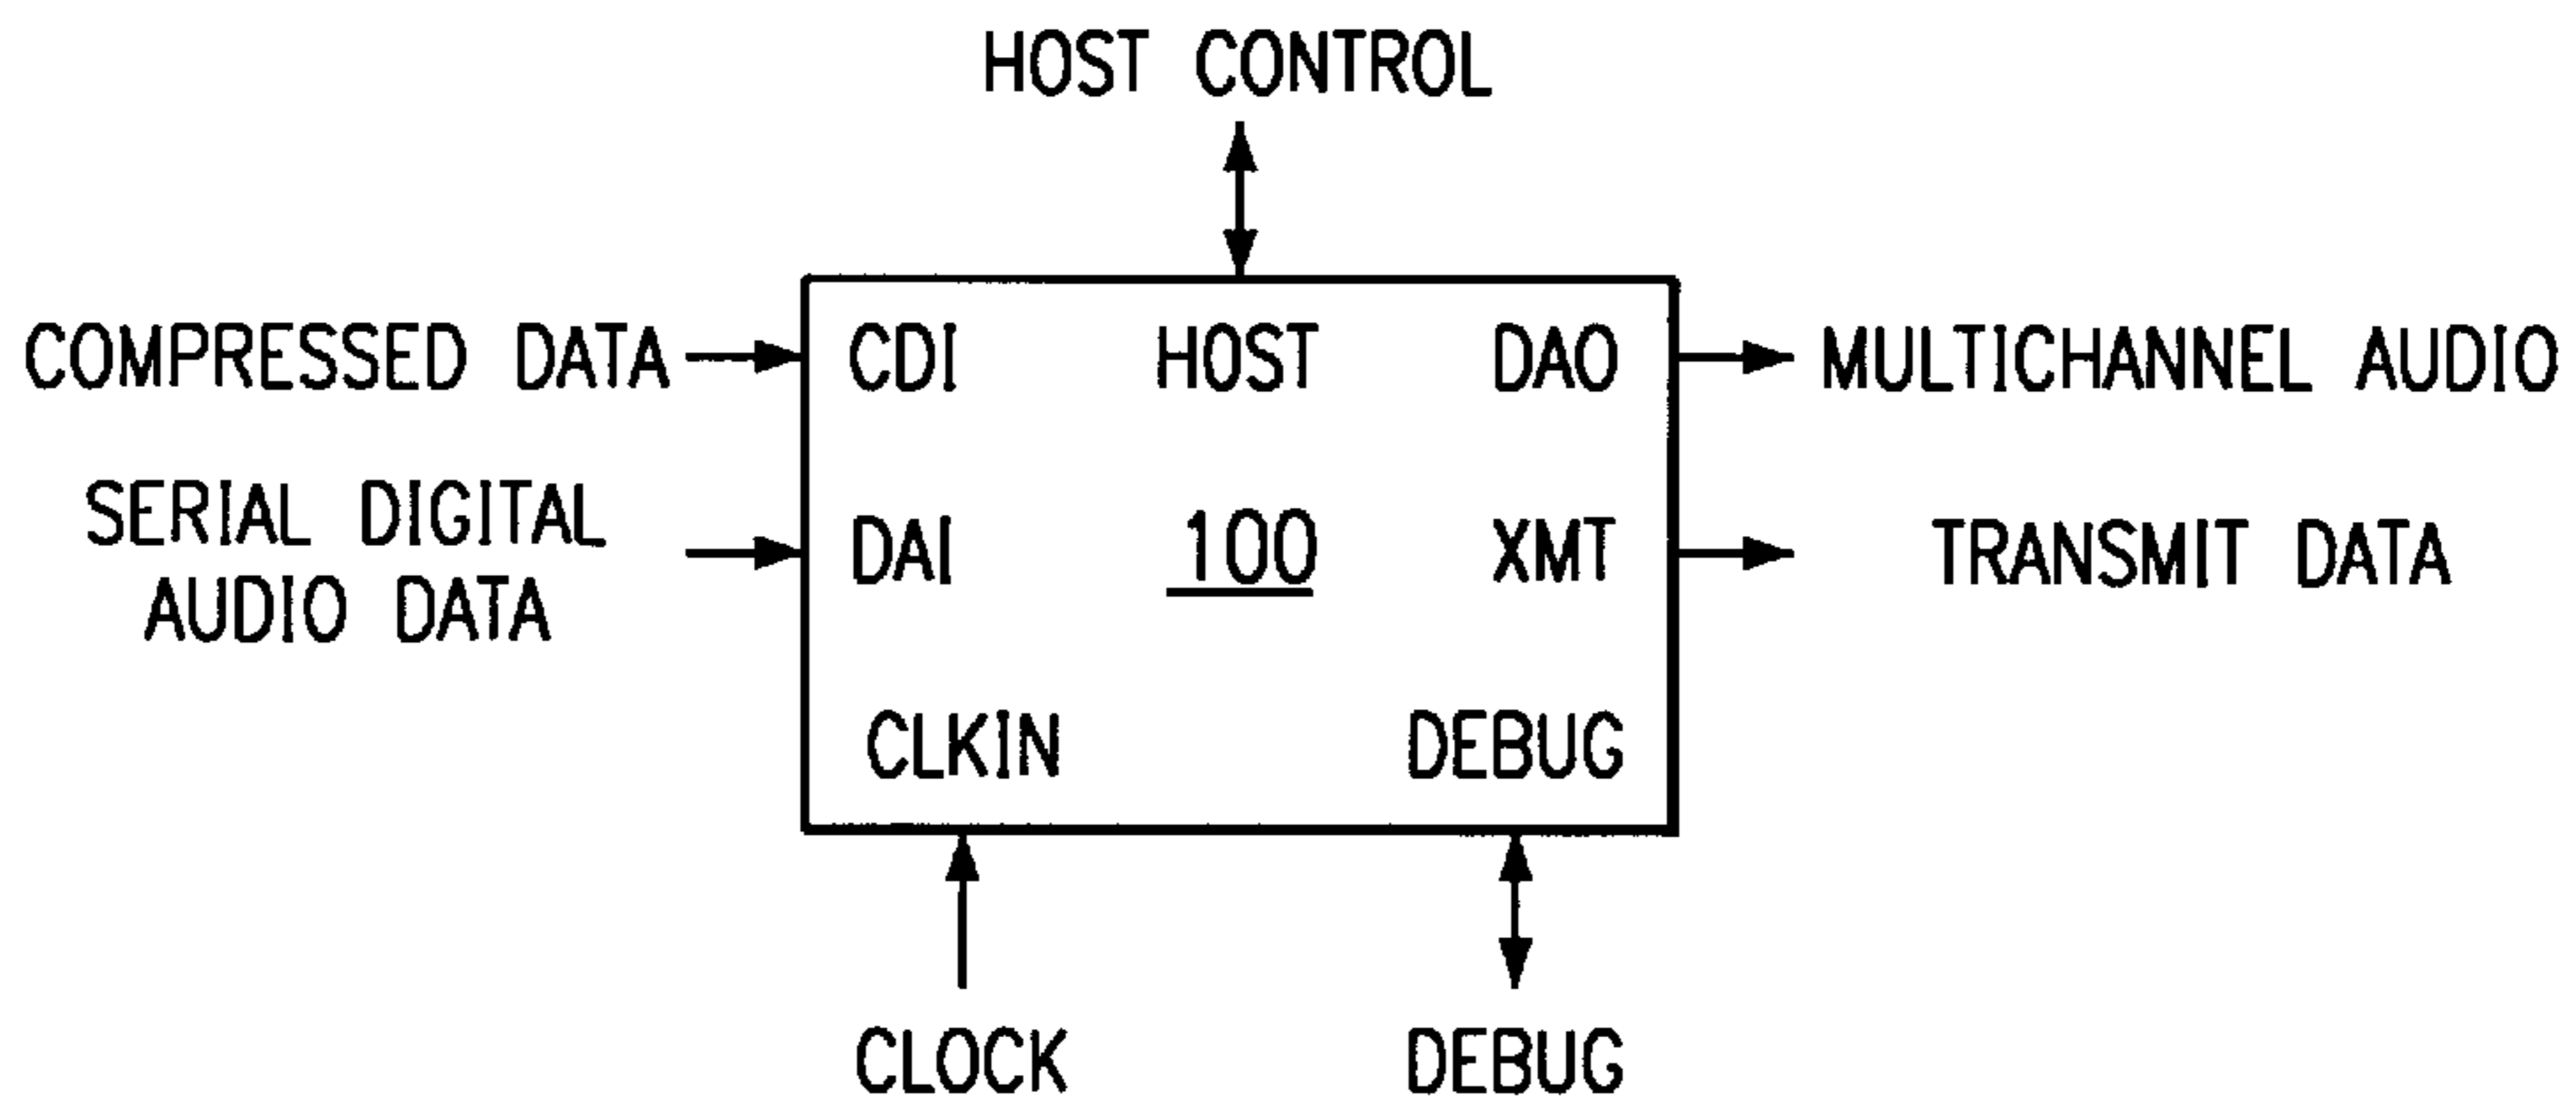 HOST CONTROL
COMPRESSED DATA
CDI
HOST
DAO
MULTICHANNEL AUDIO
SERIAL DIGITAL
AUDIO DATA
DAI
100
XMT
TRANSMIT DATA
CLKIN
DEBUG
CLOCK
DEBUG